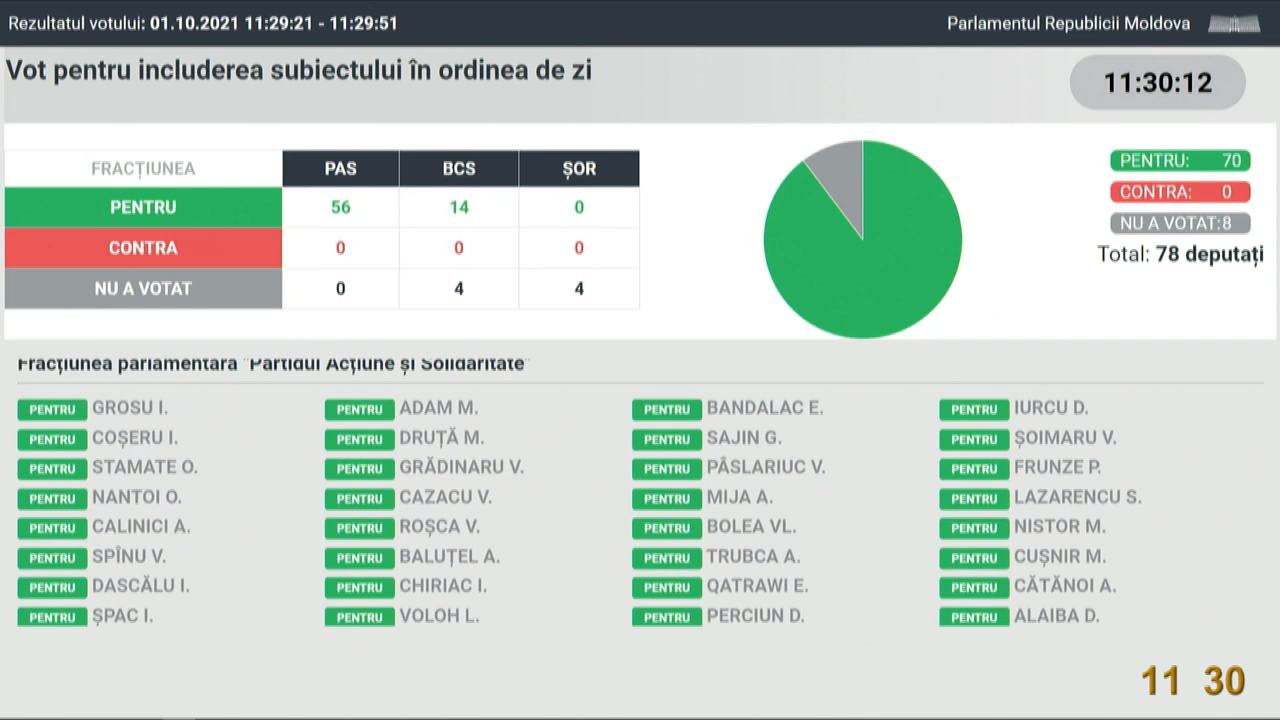 Rezultatul votului: 01.10.2021 11:29:21 - 11:29:51
Parlamentul Republicii Moldova
Vot pentru includerea subiectului în ordinea de zi
11:30:12
FRACȚIUNEA PAS BCS ȘOR
PENTRU 56 14 0
CONTRA 0 0 0
NU A VOTAT 0 4 4
PENTRU: 70
CONTRA: 0
NU A VOTAT:8
Total: 78 deputați
Fracțiunea parlamentară "Partidul Acțiune și Solidaritate"
PENTRU GROSU I. PENTRU ADAM M. PENTRU BANDALAC E. PENTRU IURCU D.
PENTRU COȘERU I. PENTRU DRUȚĂ M. PENTRU SAJIN G. PENTRU ȘOIMARU V.
PENTRU STAMATE O. PENTRU GRĂDINARU V. PENTRU PÂSLARIUC V. PENTRU FRUNZE P.
PENTRU NANTOI O. PENTRU CAZACU V. PENTRU MIJA A. PENTRU LAZARENCU S.
PENTRU CALINICI A. PENTRU ROȘCA V. PENTRU BOLEA VL. PENTRU NISTOR M.
PENTRU SPÎNU V. PENTRU BALUȚEL A. PENTRU TRUBCA A. PENTRU CUȘNIR M.
PENTRU DASCĂLU I. PENTRU CHIRIAC I. PENTRU QATRAWI E. PENTRU CĂTĂNOI A.
PENTRU ȘPAC I. PENTRU VOLOH L. PENTRU PERCIUN D. PENTRU ALAIBA D.
11 30